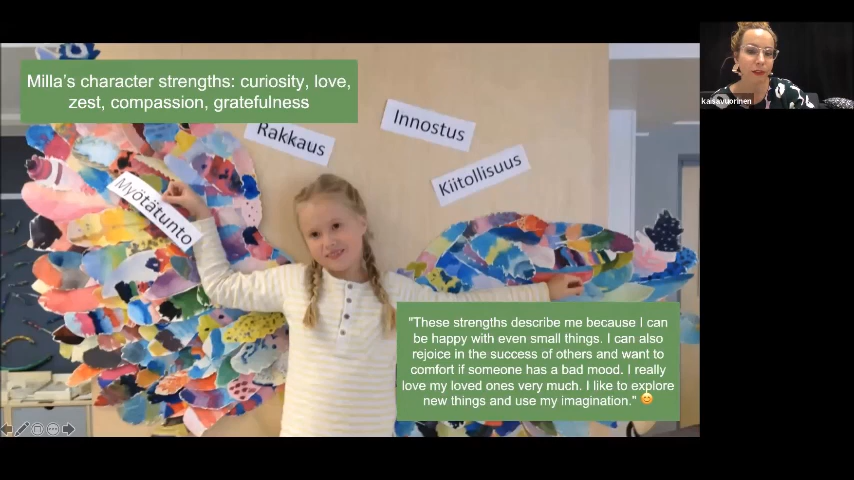 Milla's character strengths: curiosity, love,
zest, compassion, gratefulness
kaisavuorinen
Rakkaus
Innostus
Kiitollisuus
Myötätunto
"These strengths describe me because I can
be happy with even small things. I can also
rejoice in the success of others and want to
comfort if someone has a bad mood. I really
love my loved ones very much. I like to explore
new things and use my imagination." 😊